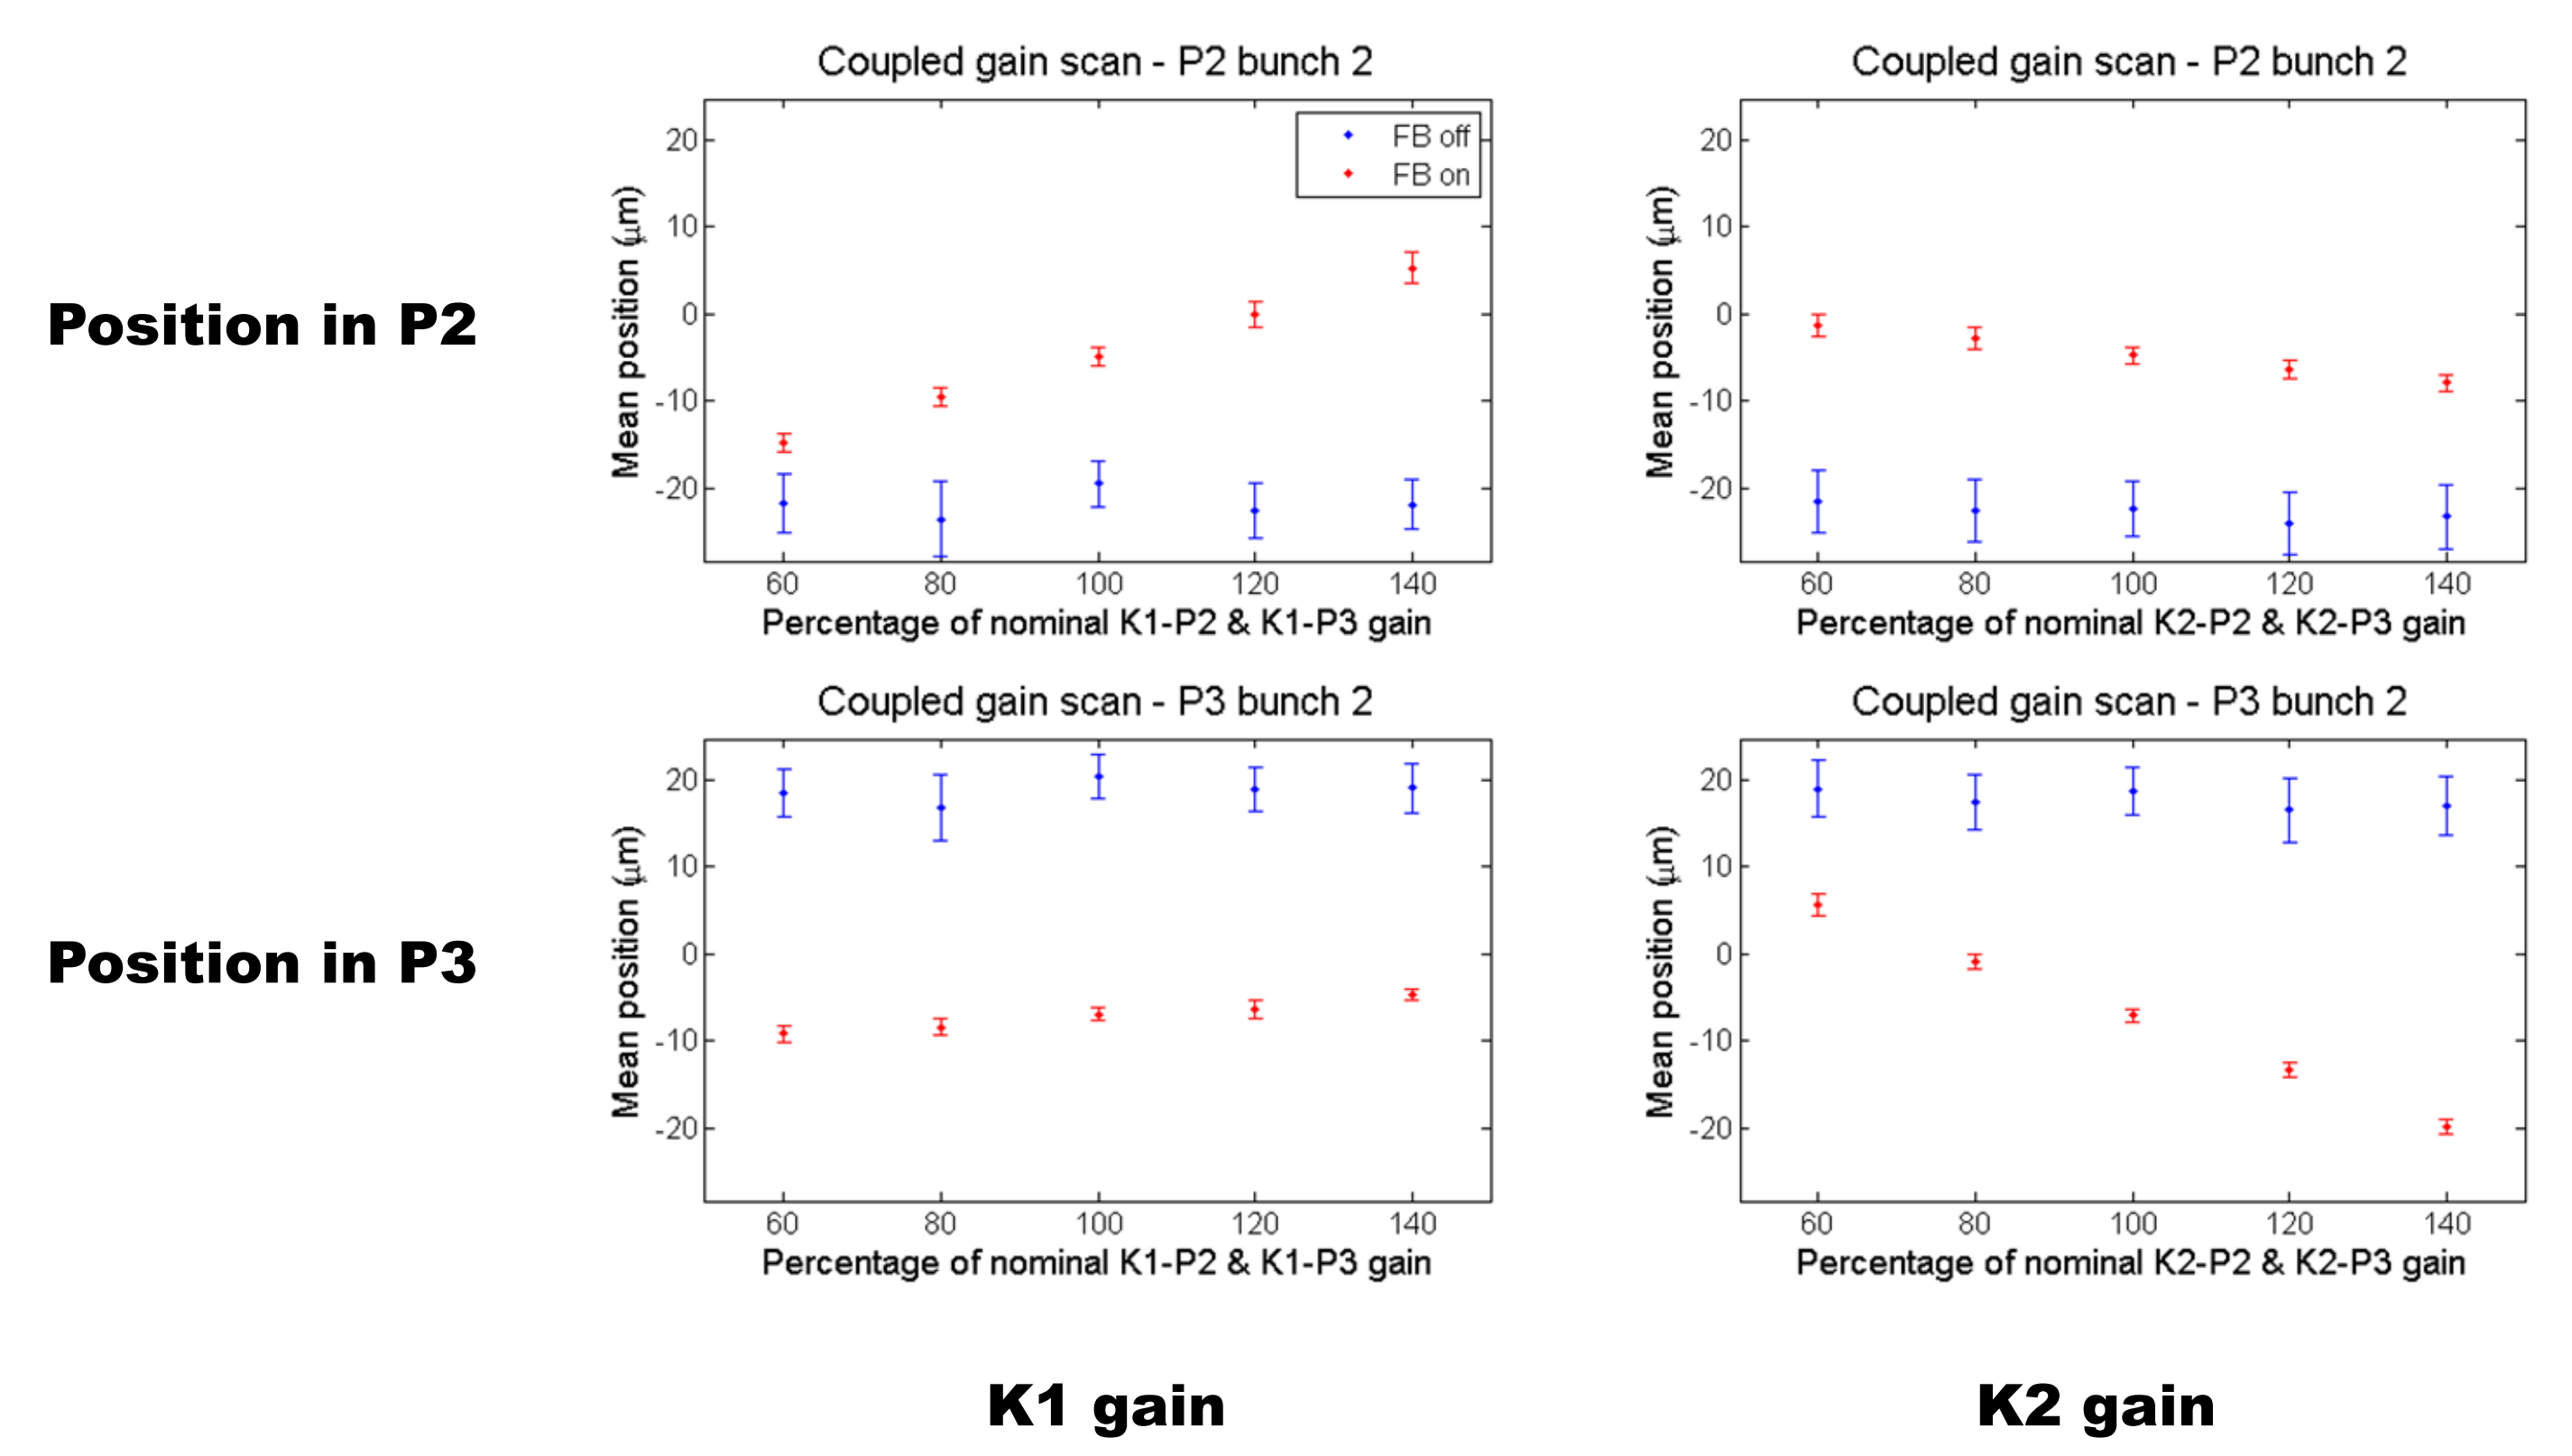 Coupled gain scan - P2 bunch 2
20
10
0
-10
-20
60 80 100 120 140
Mean position (μm)
Percentage of nominal K1-P2 & K1-P3 gain
FB off
FB on
Coupled gain scan - P2 bunch 2
20
10
0
-10
-20
60 80 100 120 140
Mean position (μm)
Percentage of nominal K2-P2 & K2-P3 gain
Position in P2
Coupled gain scan - P3 bunch 2
20
10
0
-10
-20
60 80 100 120 140
Mean position (μm)
Percentage of nominal K1-P2 & K1-P3 gain
Coupled gain scan - P3 bunch 2
20
10
0
-10
-20
60 80 100 120 140
Mean position (μm)
Percentage of nominal K2-P2 & K2-P3 gain
Position in P3
K1 gain
K2 gain